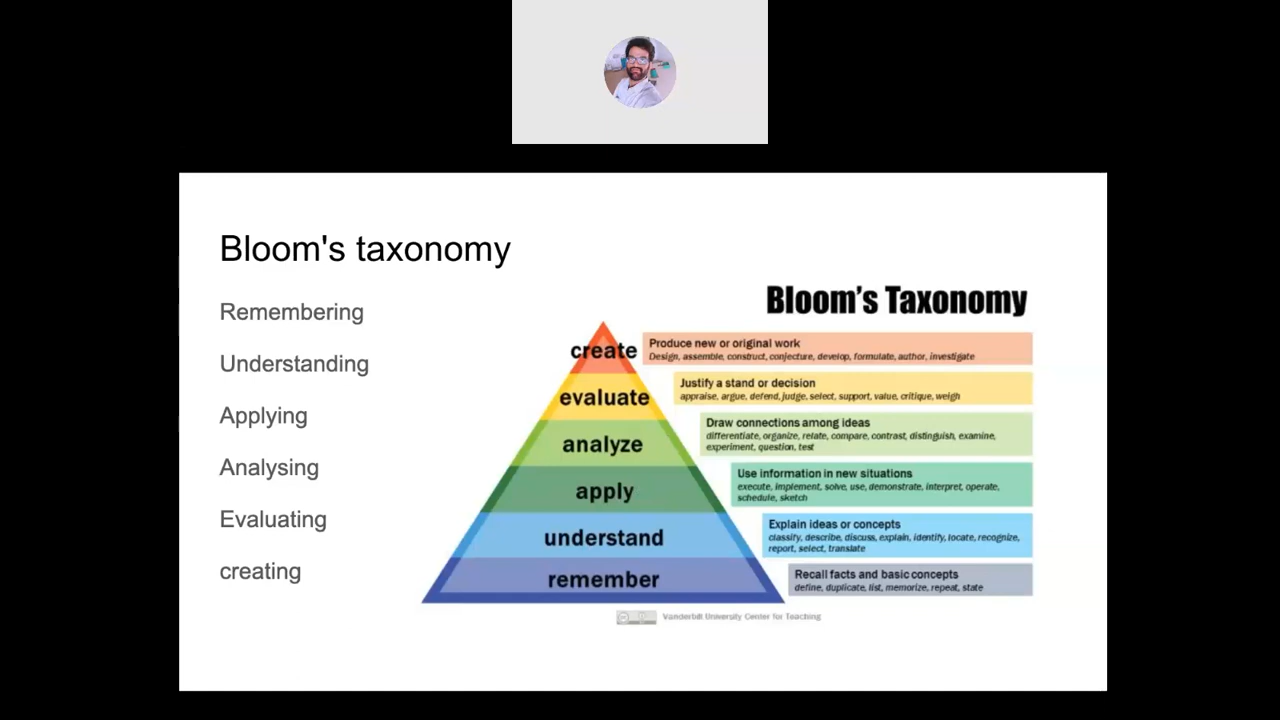 Bloom's taxonomy
Remembering
Understanding
Applying
Analysing
Evaluating
creating
Bloom's Taxonomy
create
Produce new or original work
Design, assemble, construct, conjecture, develop, formulate, author, investigate
evaluate
Justify a stand or decision
appraise, argue, defend, judge, select, support, value, critique, weigh
analyze
Draw connections among ideas
differentiate, organize, relate, compare, contrast, distinguish, examine,
experiment, question, test
apply
Use information in new situations
execute, implement, solve, use, demonstrate, interpret, operate,
schedule, sketch
understand
Explain ideas or concepts
classify, describe, discuss, explain, identify, locate, recognize,
report, select, translate
remember
Recall facts and basic concepts
define, duplicate, list, memorize, repeat, state
Vanderbilt University Center for Teaching